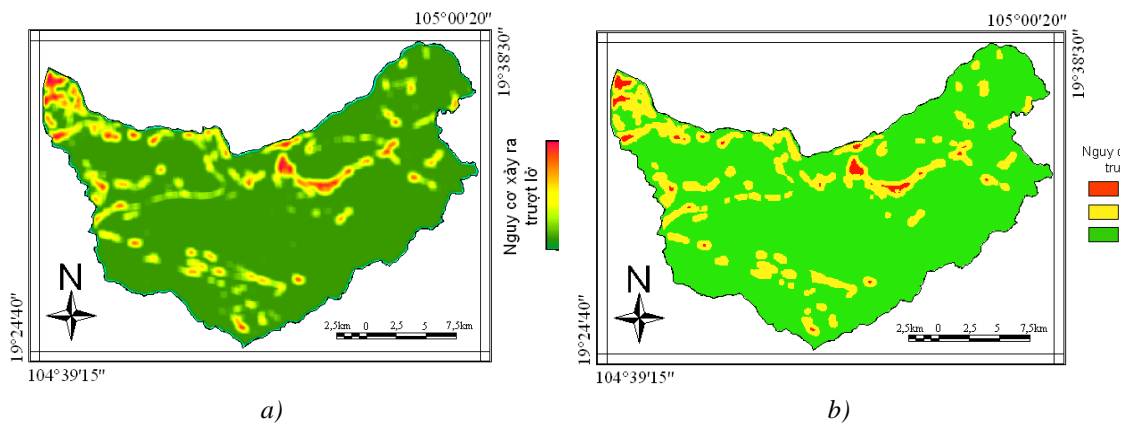 105°00'20"
19°38'30"
Nguy cơ xảy ra
trượt lở
N
2,5km 0 2,5 5 7,5km
19°24'40"
104°39'15"
a)
105°00'20"
19°38'30"
Nguy
N
2,5km 0 2,5 5 7,5km
19°24'40"
104°39'15"
b)